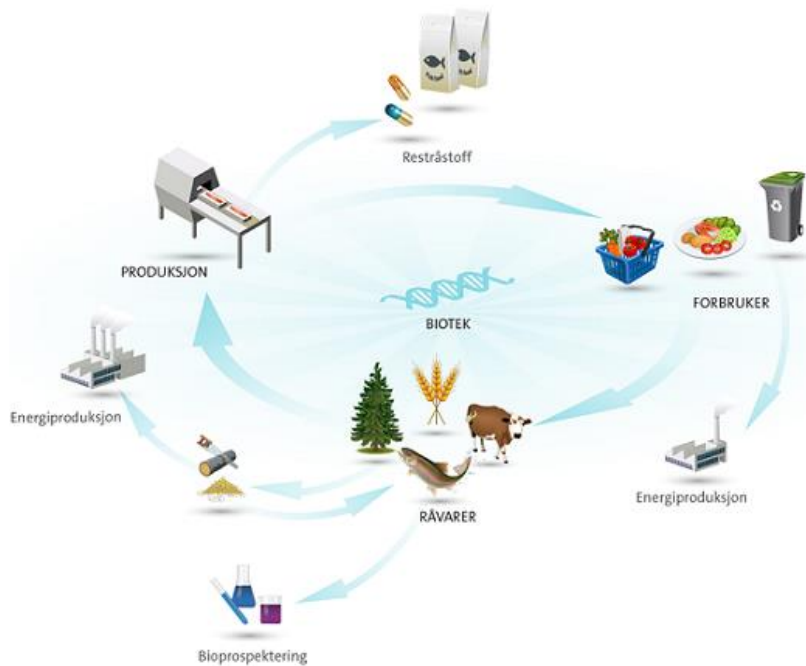 Restråstoff
PRODUKSJON
FORBRUKER
BIOTEK
Energiproduksjon
Energiproduksjon
RÅVARER
Bioprospektering